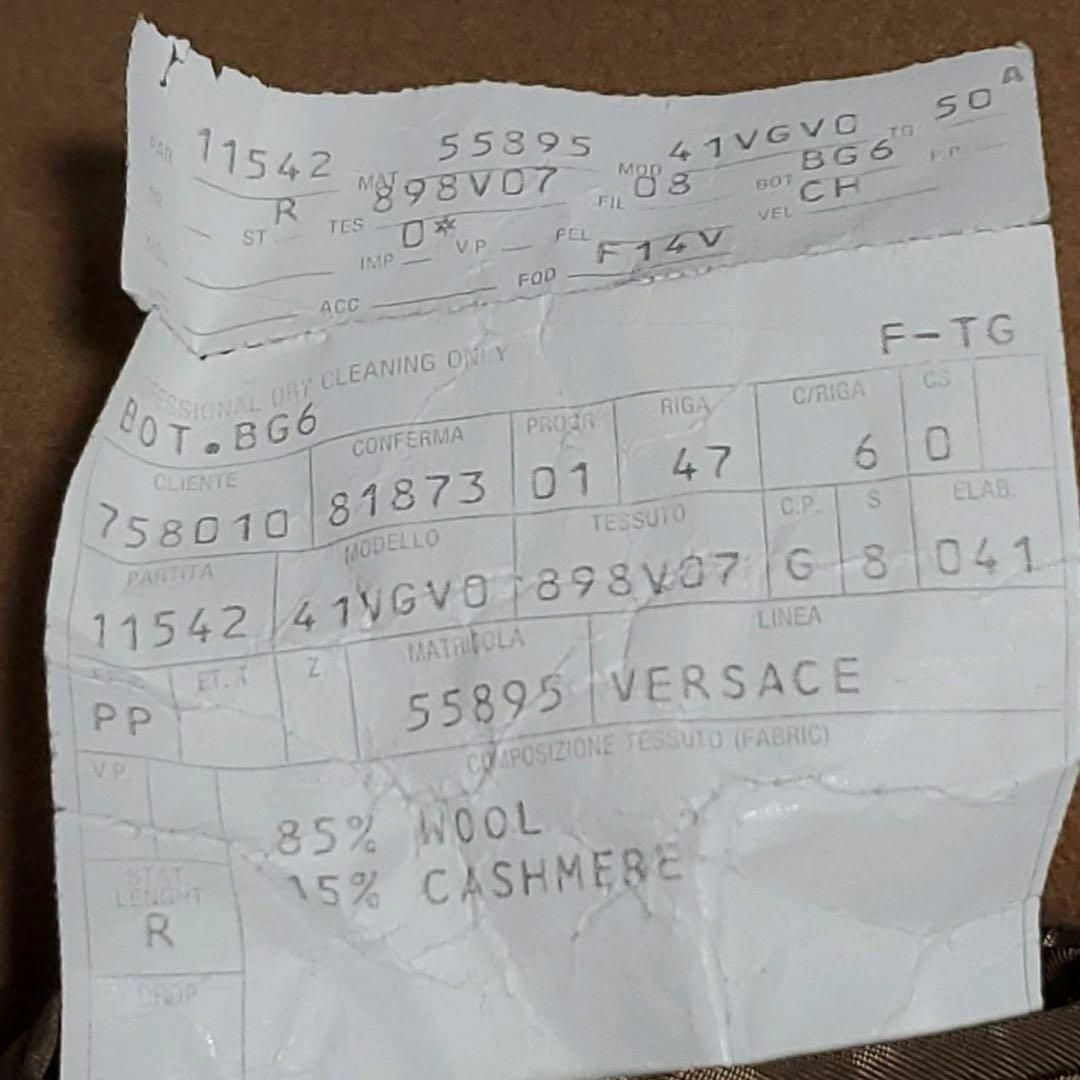 A
PAR 11542 MAT 55895 MOD 41VGV0 TG 50
R ST TES 898V07 FIL 08 BOT BG6 P.P.
IMP 0* V.P. PEL F14V VEL CH
ACC FOD
F-TG
PROFESSIONAL DRY CLEANING ONLY
BOT.BG6
CLIENTE CONFERMA PROGR. RIGA C/RIGA CS
758010 81873 01 47 6 0
PARTITA MODELLO TESSUTO C.P. S ELAB.
11542 41VGV0 898V07 G 8 041
ET. Z MATRICOLA LINEA
PP 55895 VERSACE
V.P. COMPOSIZIONE TESSUTO (FABRIC)
85% WOOL
15% CASHMERE
STAT
LENGHT
R
DROP